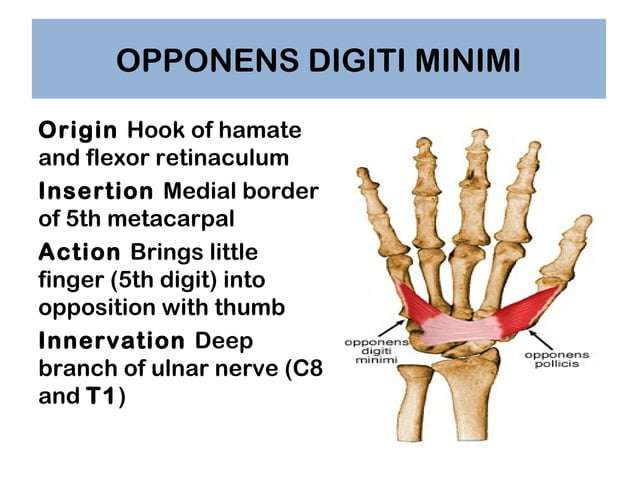 OPPONENS DIGITI MINIMI
Origin Hook of hamate
and flexor retinaculum
Insertion Medial border
of 5th metacarpal
Action Brings little
finger (5th digit) into
opposition with thumb
Innervation Deep
branch of ulnar nerve (C8
and T1)
opponens
digiti
minimi
opponens
pollicis